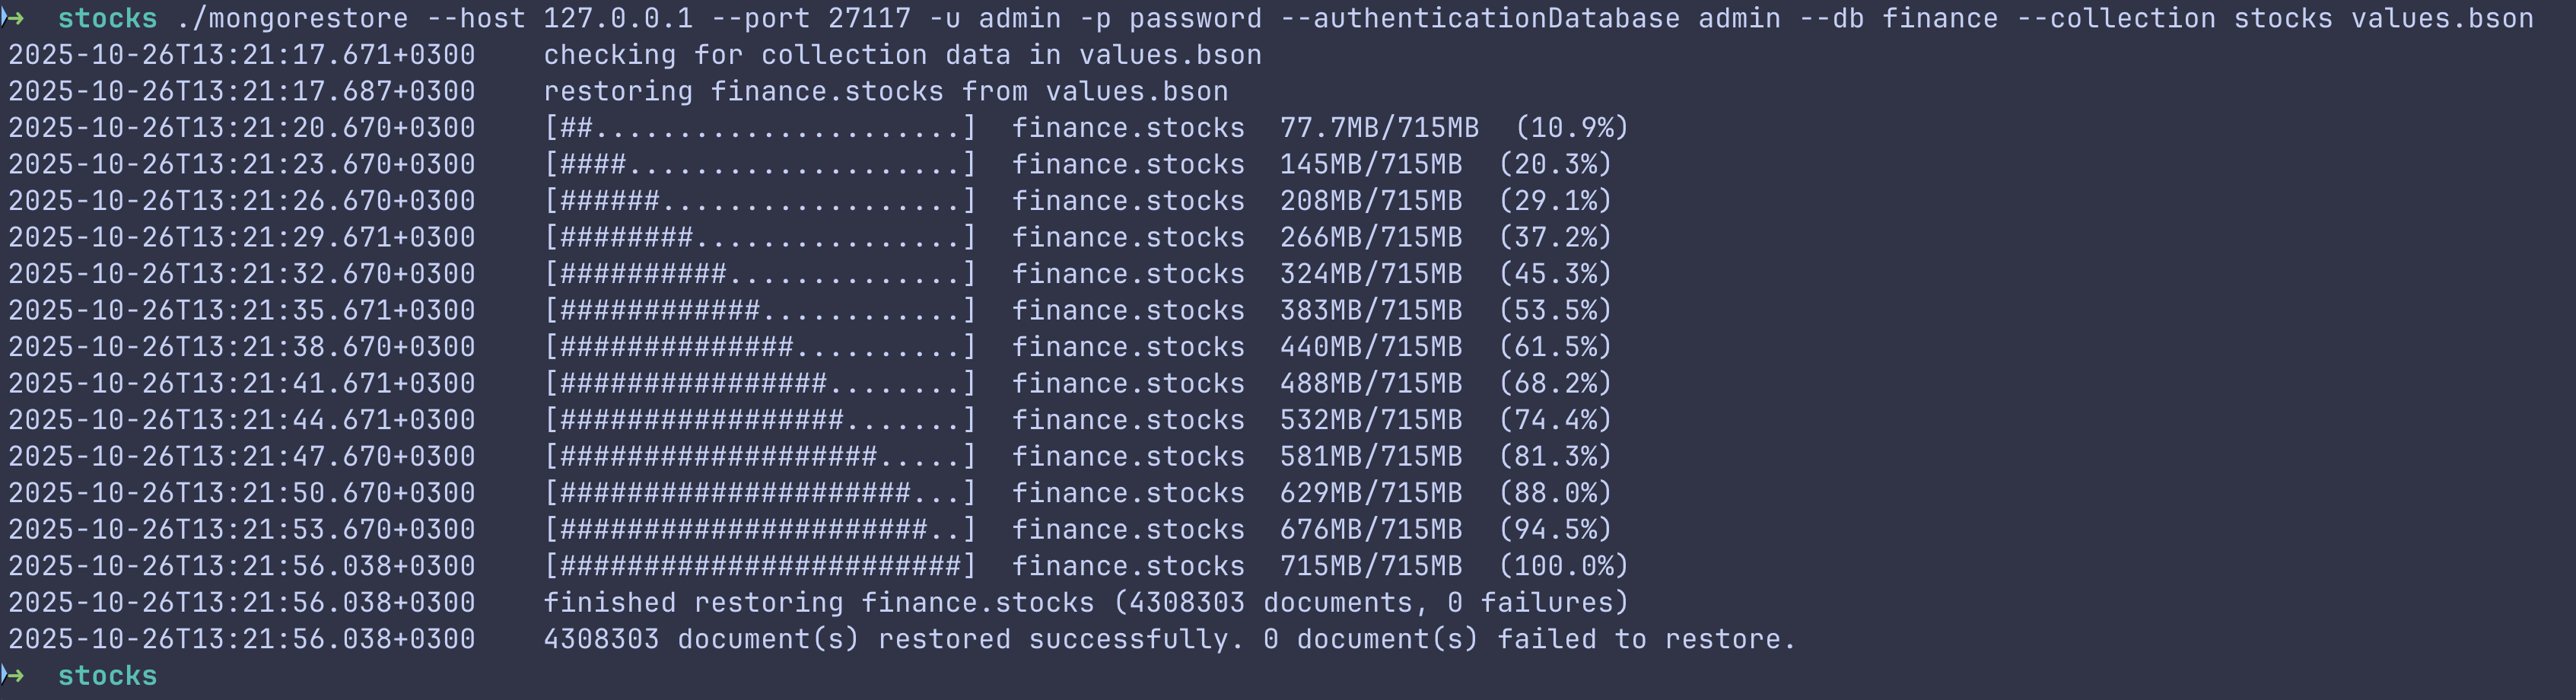 ➜  stocks ./mongorestore --host 127.0.0.1 --port 27117 -u admin -p password --authenticationDatabase admin --db finance --collection stocks values.bson
2025-10-26T13:21:17.671+0300    checking for collection data in values.bson
2025-10-26T13:21:17.687+0300    restoring finance.stocks from values.bson
2025-10-26T13:21:20.670+0300    [##......................]  finance.stocks  77.7MB/715MB  (10.9%)
2025-10-26T13:21:23.670+0300    [####....................]  finance.stocks  145MB/715MB  (20.3%)
2025-10-26T13:21:26.670+0300    [######..................]  finance.stocks  208MB/715MB  (29.1%)
2025-10-26T13:21:29.671+0300    [########................]  finance.stocks  266MB/715MB  (37.2%)
2025-10-26T13:21:32.670+0300    [##########..............]  finance.stocks  324MB/715MB  (45.3%)
2025-10-26T13:21:35.671+0300    [############............]  finance.stocks  383MB/715MB  (53.5%)
2025-10-26T13:21:38.670+0300    [##############..........]  finance.stocks  440MB/715MB  (61.5%)
2025-10-26T13:21:41.671+0300    [################........]  finance.stocks  488MB/715MB  (68.2%)
2025-10-26T13:21:44.671+0300    [#################.......]  finance.stocks  532MB/715MB  (74.4%)
2025-10-26T13:21:47.670+0300    [###################.....]  finance.stocks  581MB/715MB  (81.3%)
2025-10-26T13:21:50.670+0300    [#####################...]  finance.stocks  629MB/715MB  (88.0%)
2025-10-26T13:21:53.670+0300    [######################..]  finance.stocks  676MB/715MB  (94.5%)
2025-10-26T13:21:56.038+0300    [########################]  finance.stocks  715MB/715MB  (100.0%)
2025-10-26T13:21:56.038+0300    finished restoring finance.stocks (4308303 documents, 0 failures)
2025-10-26T13:21:56.038+0300    4308303 document(s) restored successfully. 0 document(s) failed to restore.
➜  stocks